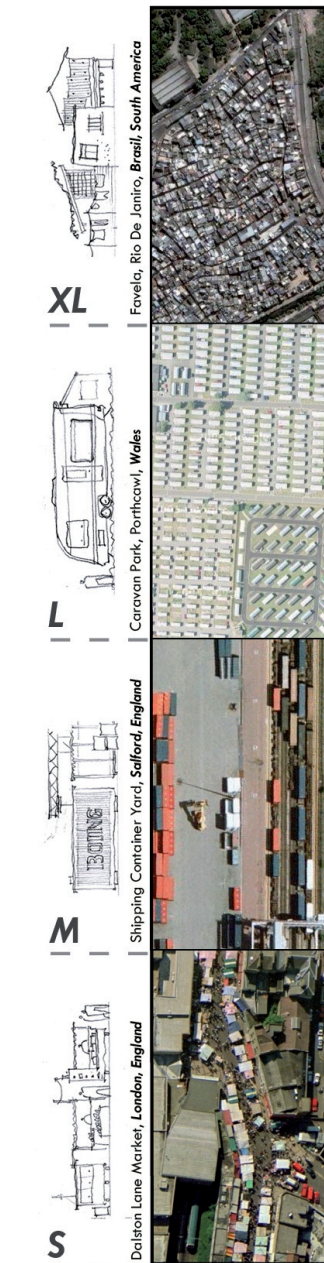 S
Dalston Lane Market, London, England
M
BOING
Shipping Container Yard, Salford, England
L
Caravan Park, Porthcawl, Wales
XL
Favela, Rio De Janiro, Brasil, South America